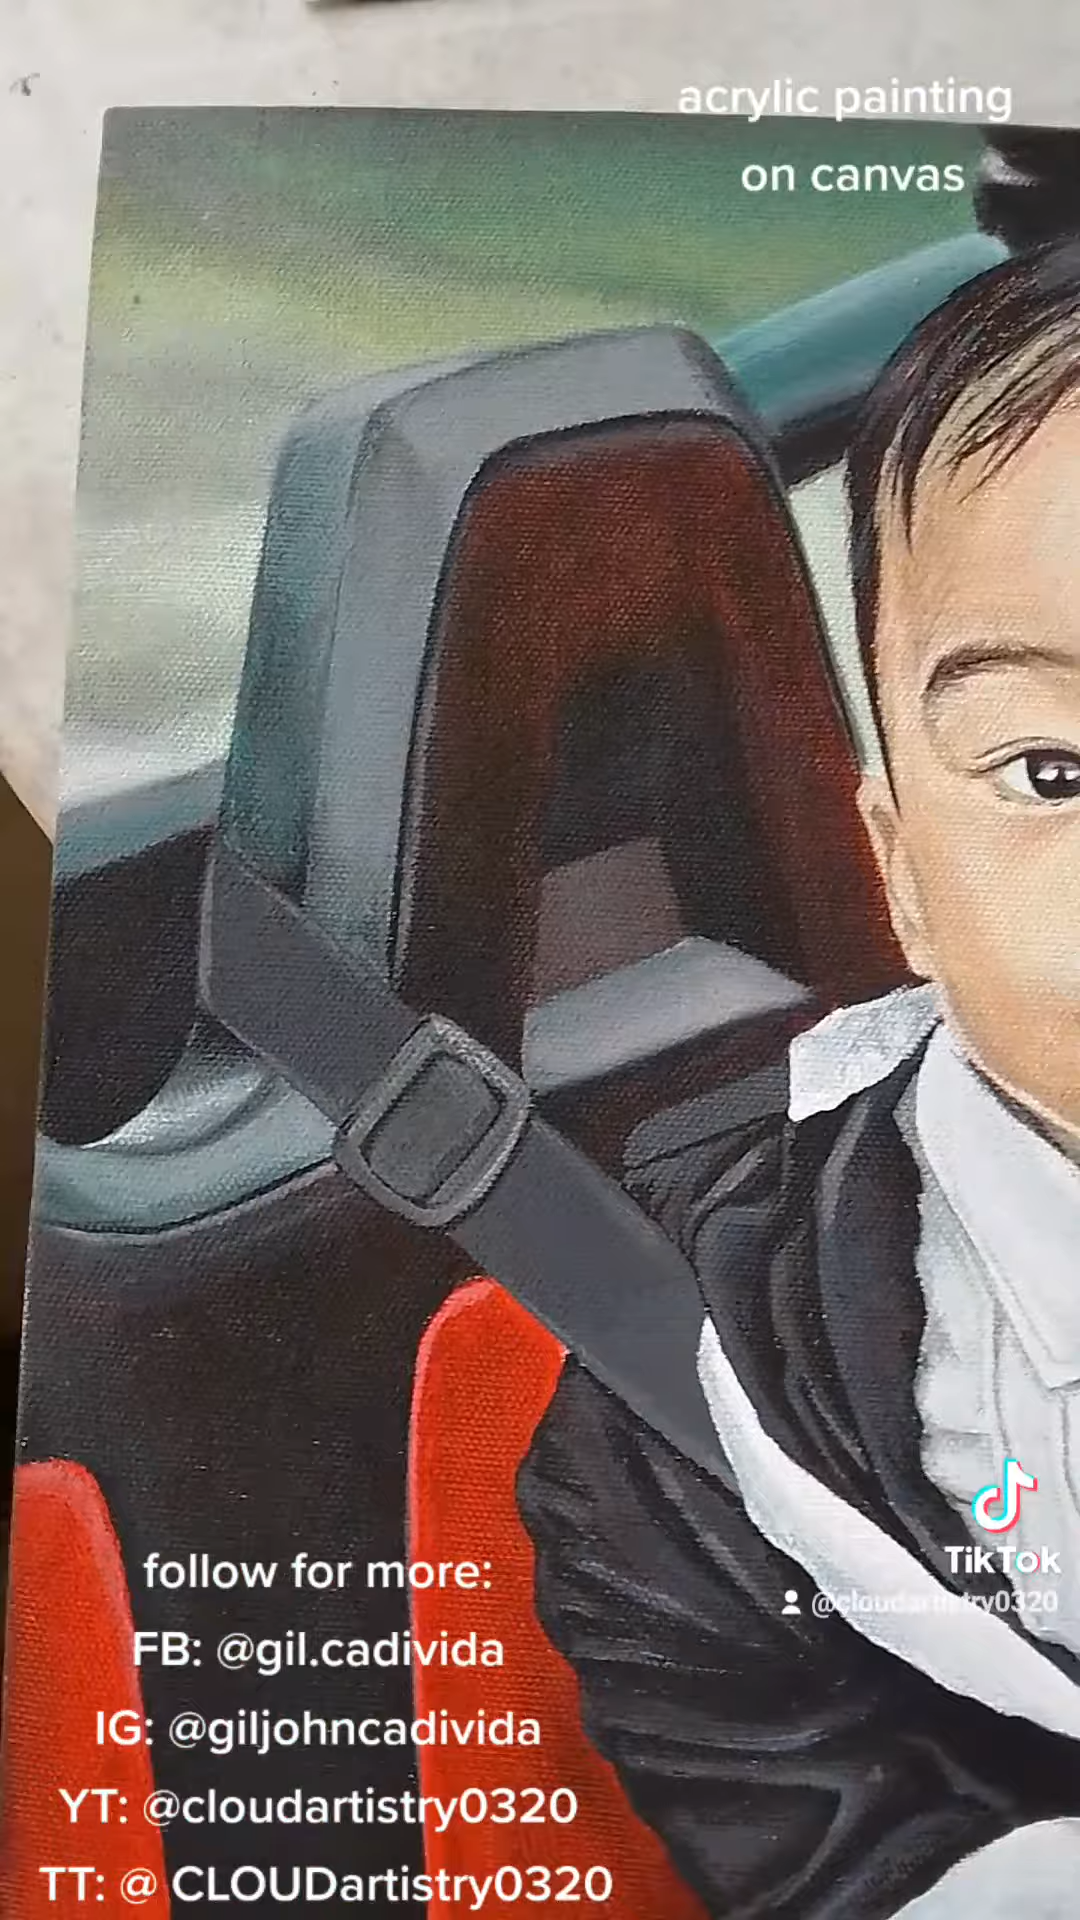 acrylic painting
on canvas
TikTok
@cloudartistry0320
follow for more:
FB: @gil.cadivida
IG: @giljohncadivida
YT: @cloudartistry0320
TT: @ CLOUDartistry0320